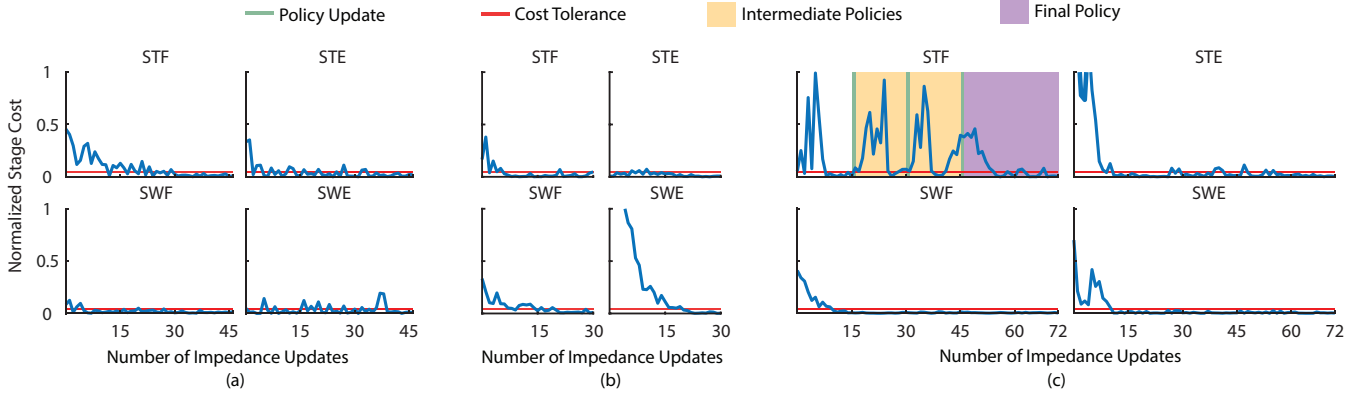 Policy Update Cost Tolerance Intermediate Policies Final Policy
STF STE STF STE STF STE
1
0.5
0
SWF SWE SWF SWE SWF SWE
1
0.5
0
Normalized Stage Cost
15 30 45 15 30 45 15 30 15 30 15 30 45 60 72 15 30 45 60 72
Number of Impedance Updates Number of Impedance Updates Number of Impedance Updates
(a) (b) (c)